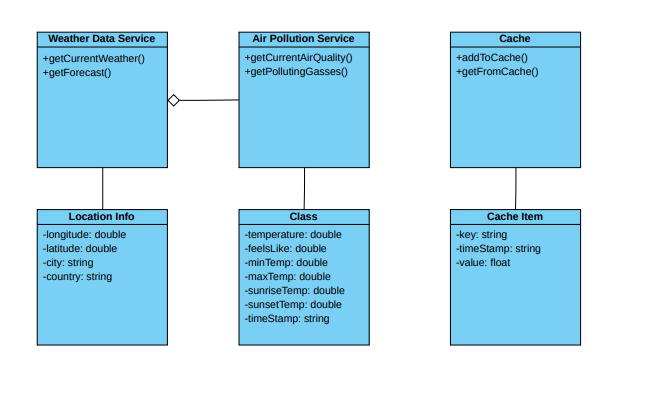 Weather Data Service
+getCurrentWeather()
+getForecast()
Air Pollution Service
+getCurrentAirQuality()
+getPollutingGasses()
Cache
+addToCache()
+getFromCache()
Location Info
-longitude: double
-latitude: double
-city: string
-country: string
Class
-temperature: double
-feelsLike: double
-minTemp: double
-maxTemp: double
-sunriseTemp: double
-sunsetTemp: double
-timeStamp: string
Cache Item
-key: string
-timeStamp: string
-value: float